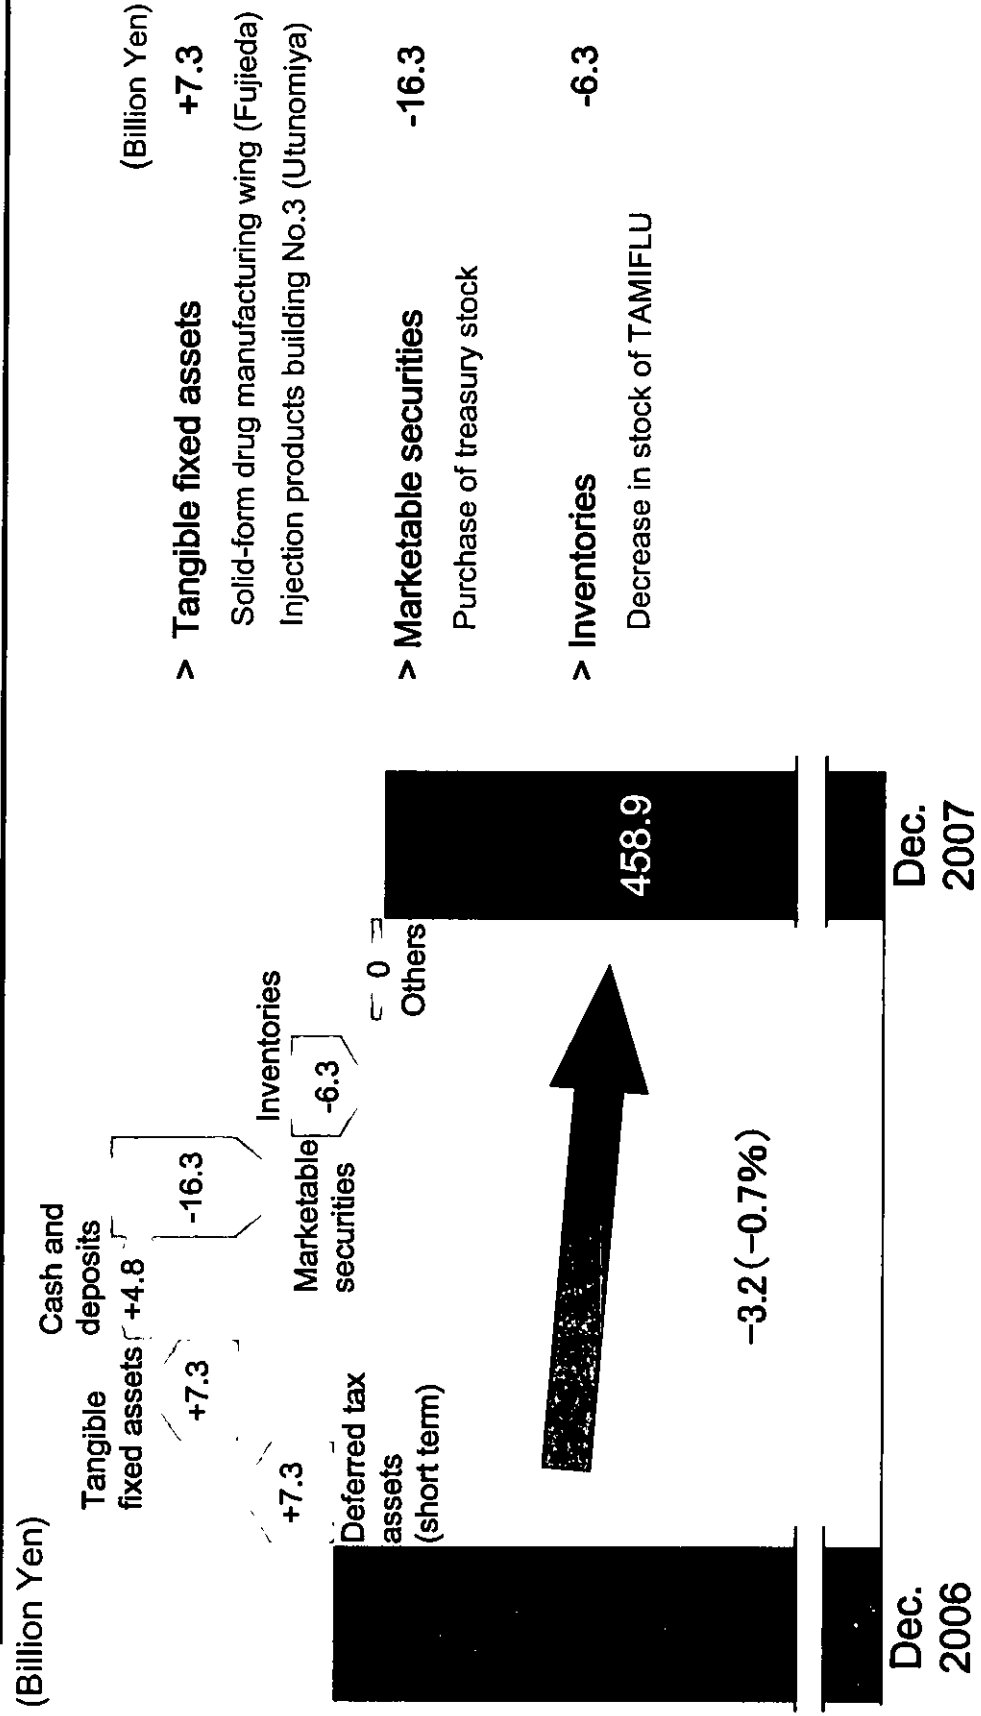 (Billion Yen)
Tangible
fixed assets
+7.3
Cash and
deposits
+4.8
-16.3
Marketable
securities
Inventories
-6.3
0
Others
+7.3
Deferred tax
assets
(short term)
458.9
−3.2(−0.7%)
Dec.
2006
Dec.
2007
(Billion Yen)
> Tangible fixed assets +7.3
Solid-form drug manufacturing wing (Fujieda)
Injection products building No.3 (Utunomiya)
> Marketable securities -16.3
Purchase of treasury stock
> Inventories -6.3
Decrease in stock of TAMIFLU